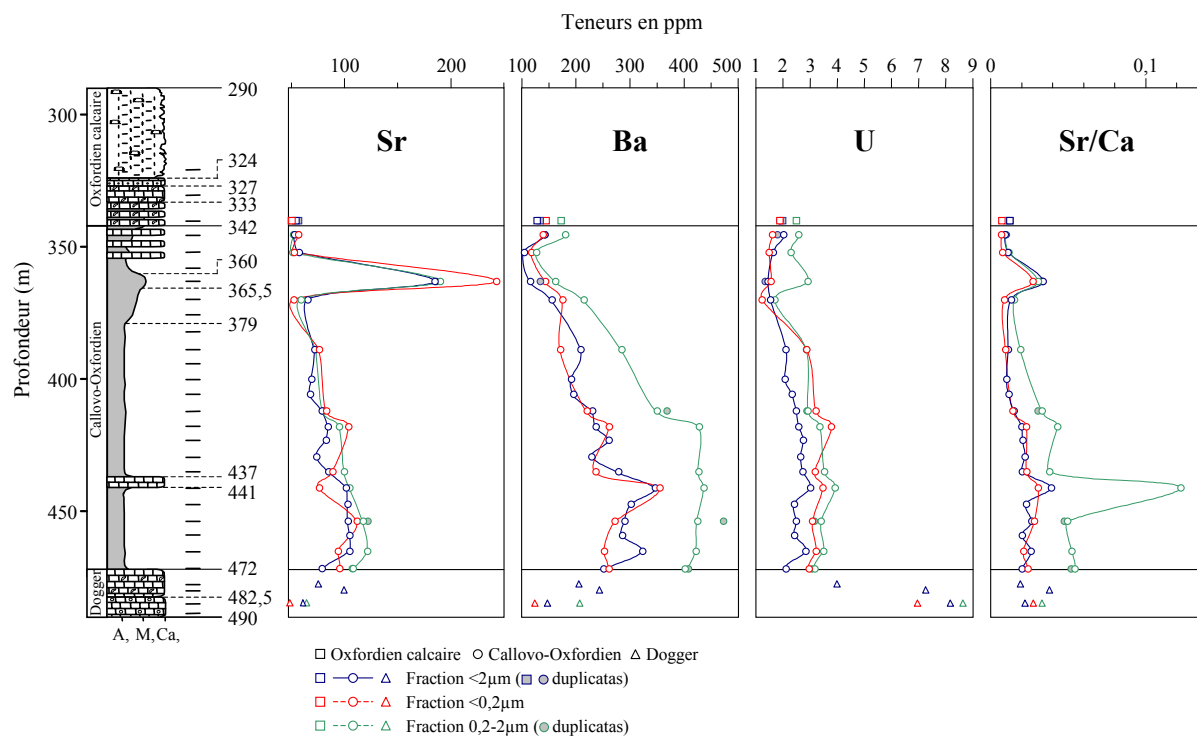 Teneurs en ppm
100 200
100 200 300 400 500
1 2 3 4 5 6 7 8 9
0 0,1
Sr
Ba
U
Sr/Ca
Profondeur (m)
300
350
400
450
Oxfordien calcaire
Callovo-Oxfordien
Dogger
290
324
327
333
342
360
365,5
379
437
441
472
482,5
490
A, M, Ca,
Oxfordien calcaire Callovo-Oxfordien Dogger
Fraction <2µm ( duplicatas)
Fraction <0,2µm
Fraction 0,2-2µm ( duplicatas)